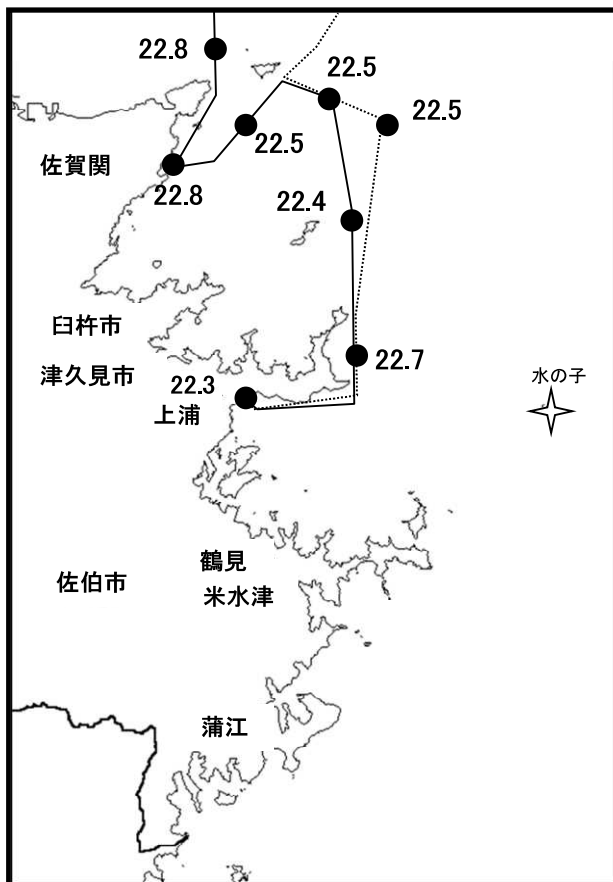 22.8
22.5
22.5
22.5
佐賀関
22.8
22.4
臼杵市
22.7
津久見市
水の子
22.3
上浦
鶴見
佐伯市
米水津
蒲江